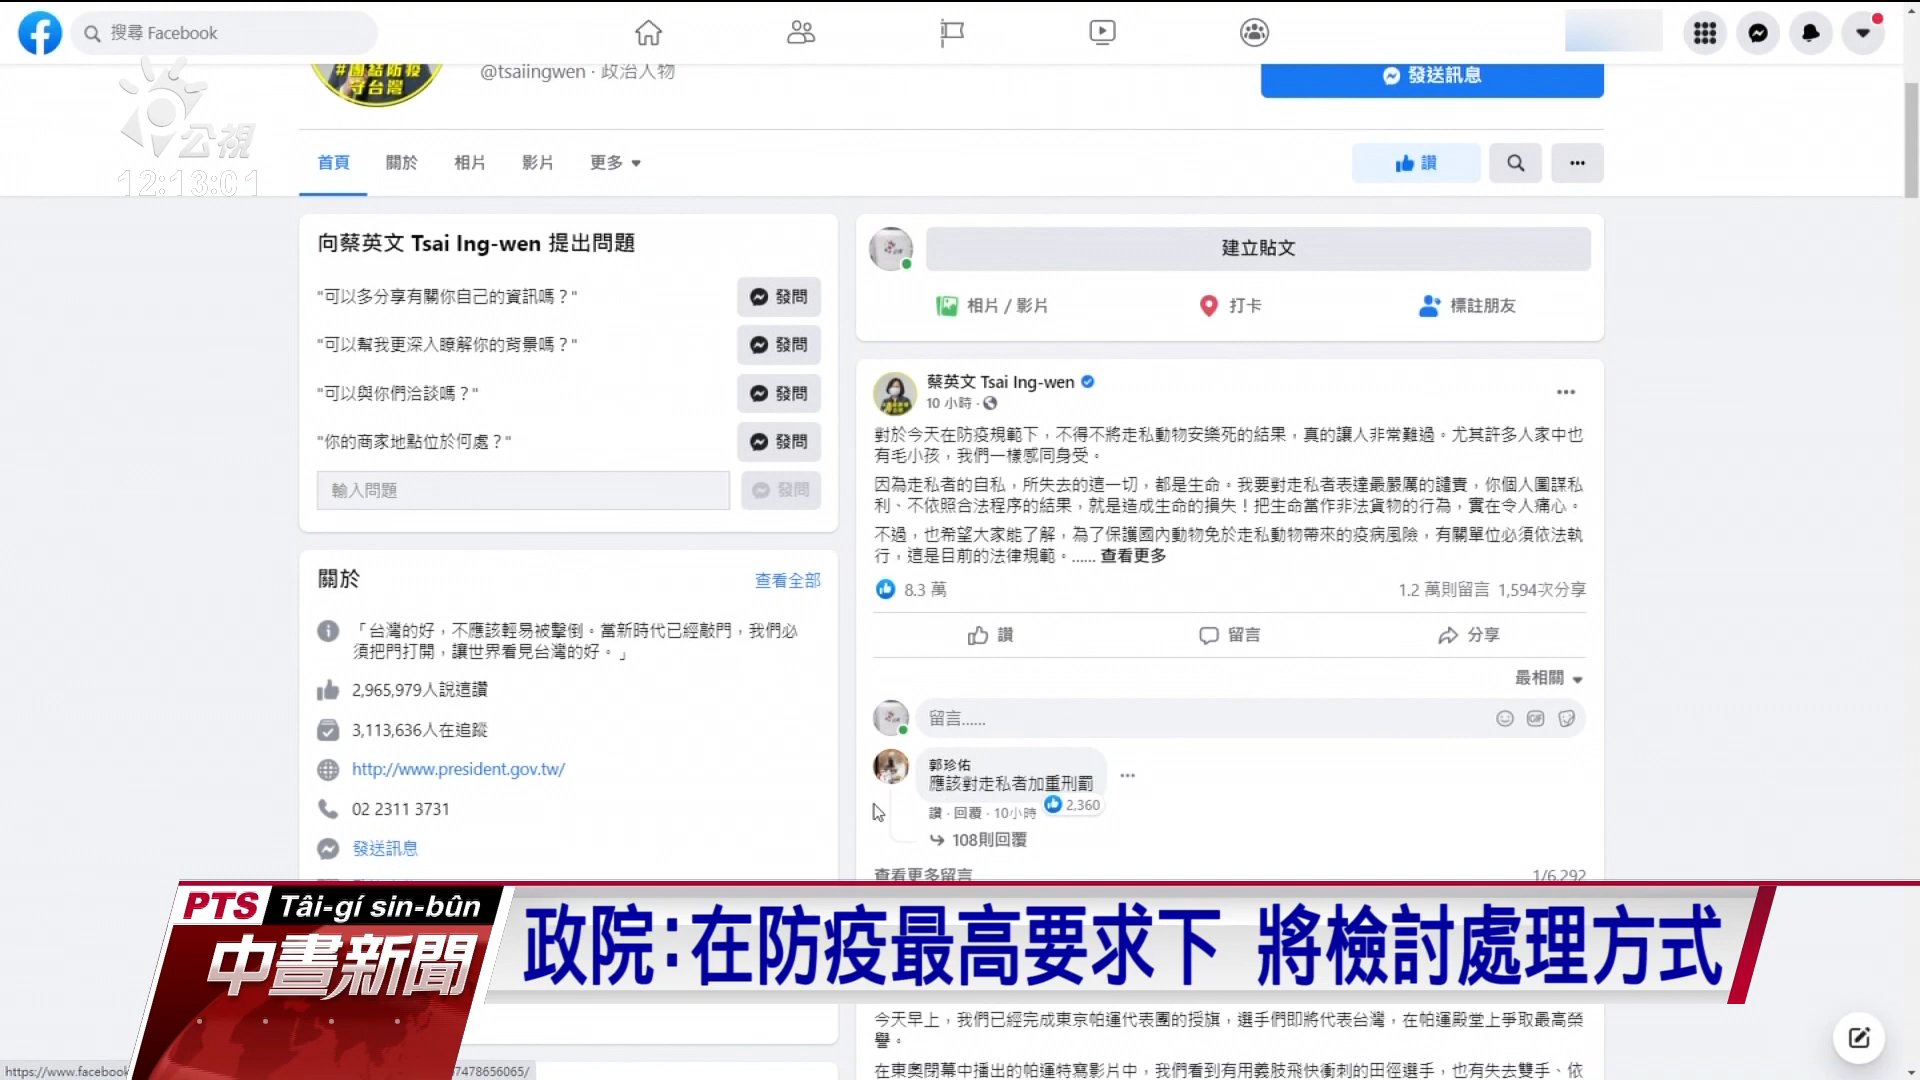 搜尋 Facebook
#團結防疫
守台灣
@tsaiingwen · 政治人物
發送訊息
公視
12:13:01
首頁
關於
相片
影片
更多
讚
向蔡英文 Tsai Ing-wen 提出問題
"可以多分享有關你自己的資訊嗎？"
發問
"可以幫我更深入瞭解你的背景嗎？"
發問
"可以與你們洽談嗎？"
發問
"你的商家地點位於何處？"
發問
輸入問題
發問
關於
查看全部
「台灣的好，不應該輕易被擊倒。當新時代已經敲門，我們必
須把門打開，讓世界看見台灣的好。」
2,965,979人說這讚
3,113,636人在追蹤
http://www.president.gov.tw/
02 2311 3731
發送訊息
建立貼文
相片 / 影片
打卡
標註朋友
蔡英文 Tsai Ing-wen
10 小時 ·
對於今天在防疫規範下，不得不將走私動物安樂死的結果，真的讓人非常難過。尤其許多人家中也
有毛小孩，我們一樣感同身受。
因為走私者的自私，所失去的這一切，都是生命。我要對走私者表達最嚴厲的譴責，你個人圖謀私
利、不依照合法程序的結果，就是造成生命的損失！把生命當作非法貨物的行為，實在令人痛心。
不過，也希望大家能了解，為了保護國內動物免於走私動物帶來的疫病風險，有關單位必須依法執
行，這是目前的法律規範。...... 查看更多
8.3 萬
1.2 萬則留言 1,594次分享
讚
留言
分享
最相關
留言......
GIF
郭珍佑
應該對走私者加重刑罰
讚 · 回覆 · 10小時
2,360
108則回覆
查看更多留言
1/6,292
PTS Tâi-gí sin-bûn
中晝新聞
政院：在防疫最高要求下 將檢討處理方式
今天早上，我們已經完成東京帕運代表團的授旗，選手們即將代表台灣，在帕運殿堂上爭取最高榮
譽。
在東奧閉幕中播出的帕運特寫影片中，我們看到有用義肢飛快衝刺的田徑選手，也有失去雙手、依
https://www.facebook
7478656065/